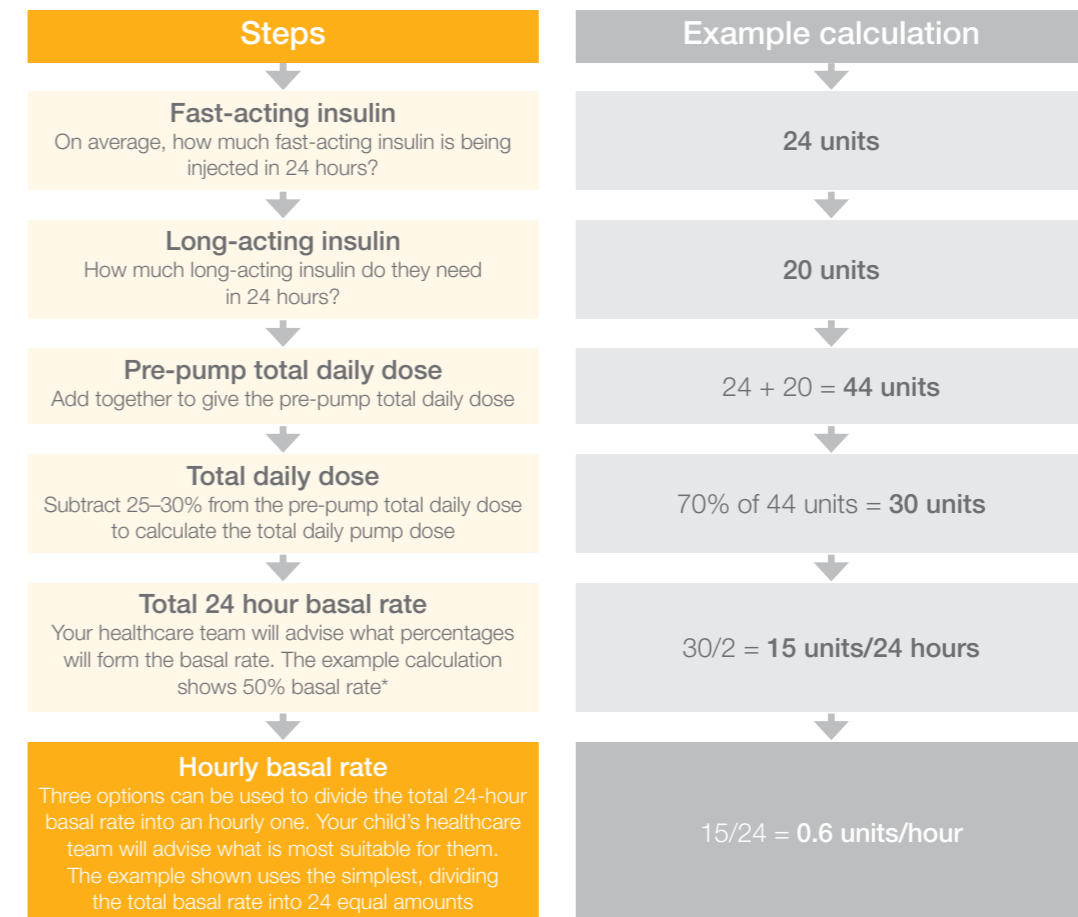 Steps
Example calculation
Fast-acting insulin
On average, how much fast-acting insulin is being
injected in 24 hours?
24 units
Long-acting insulin
How much long-acting insulin do they need
in 24 hours?
20 units
Pre-pump total daily dose
Add together to give the pre-pump total daily dose
24 + 20 = 44 units
Total daily dose
Subtract 25–30% from the pre-pump total daily dose
to calculate the total daily pump dose
70% of 44 units = 30 units
Total 24 hour basal rate
Your healthcare team will advise what percentages
will form the basal rate. The example calculation
shows 50% basal rate*
30/2 = 15 units/24 hours
Hourly basal rate
Three options can be used to divide the total 24-hour
basal rate into an hourly one. Your child’s healthcare
team will advise what is most suitable for them.
The example shown uses the simplest, dividing
the total basal rate into 24 equal amounts
15/24 = 0.6 units/hour